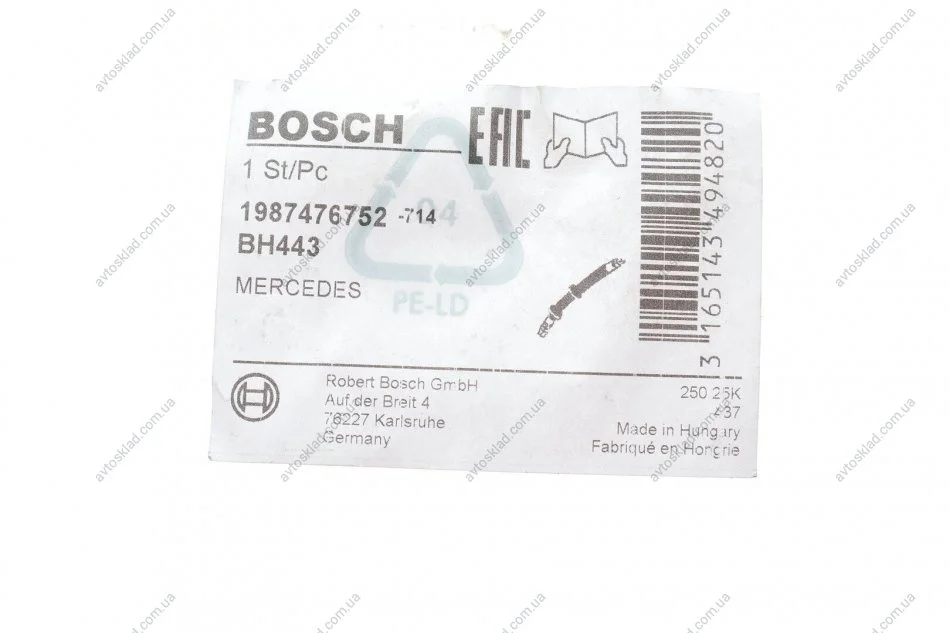 BOSCH
EAC
1 St/Pc
1987476752 -714
BH443
MERCEDES
04
PE-LD
3 165143 494820
Robert Bosch GmbH
Auf der Breit 4
76227 Karlsruhe
Germany
250 25K
437
Made in Hungary
Fabriqué en Hongrie
avtosklad.com.ua